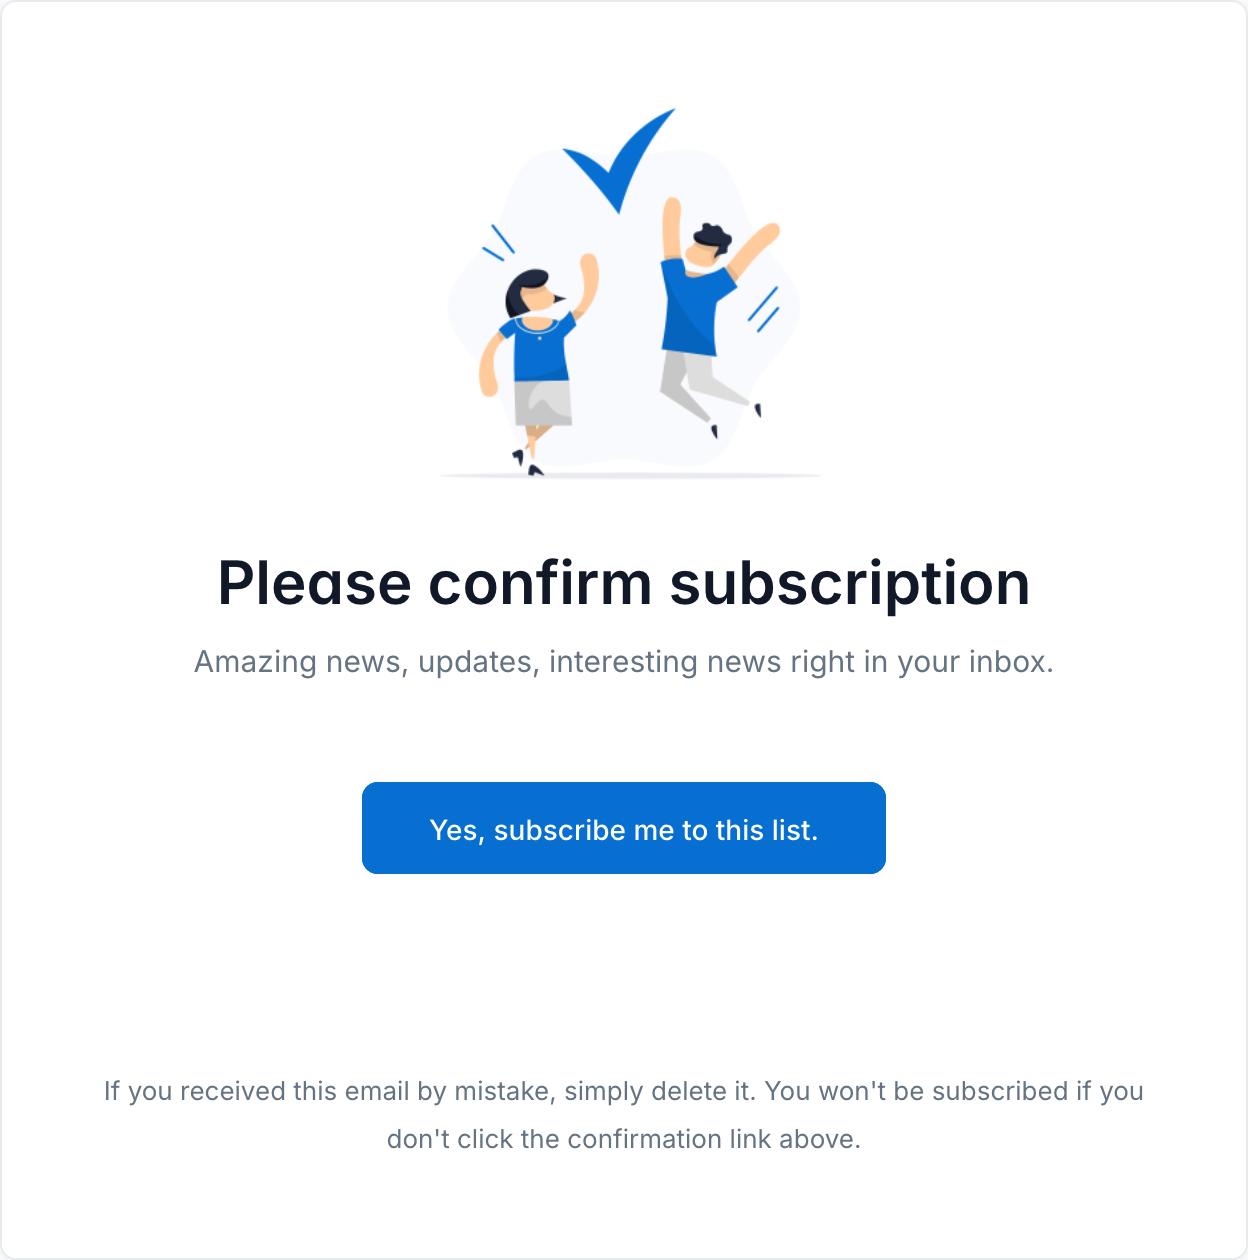 Please confirm subscription
Amazing news, updates, interesting news right in your inbox.
Yes, subscribe me to this list.
If you received this email by mistake, simply delete it. You won't be subscribed if you
don't click the confirmation link above.